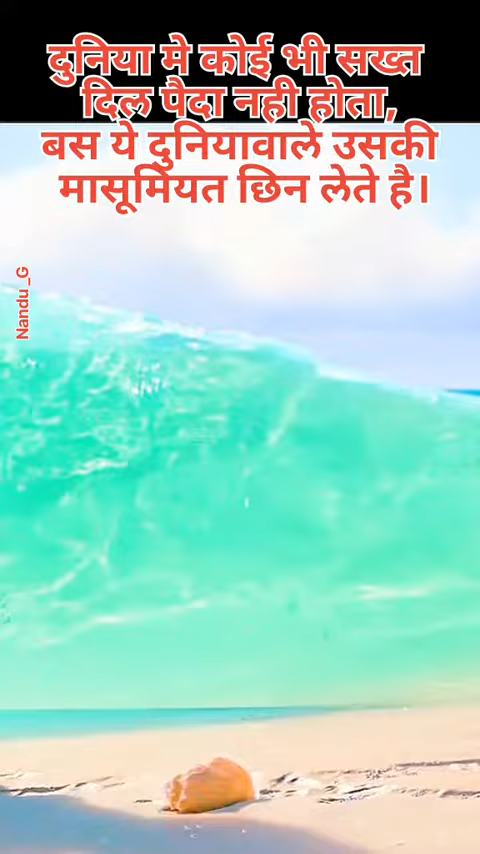 दुनिया मे कोई भी सख्त
दिल पैदा नही होता,
बस ये दुनियावाले उसकी
मासूमियत छिन लेते है।
Nandu_G